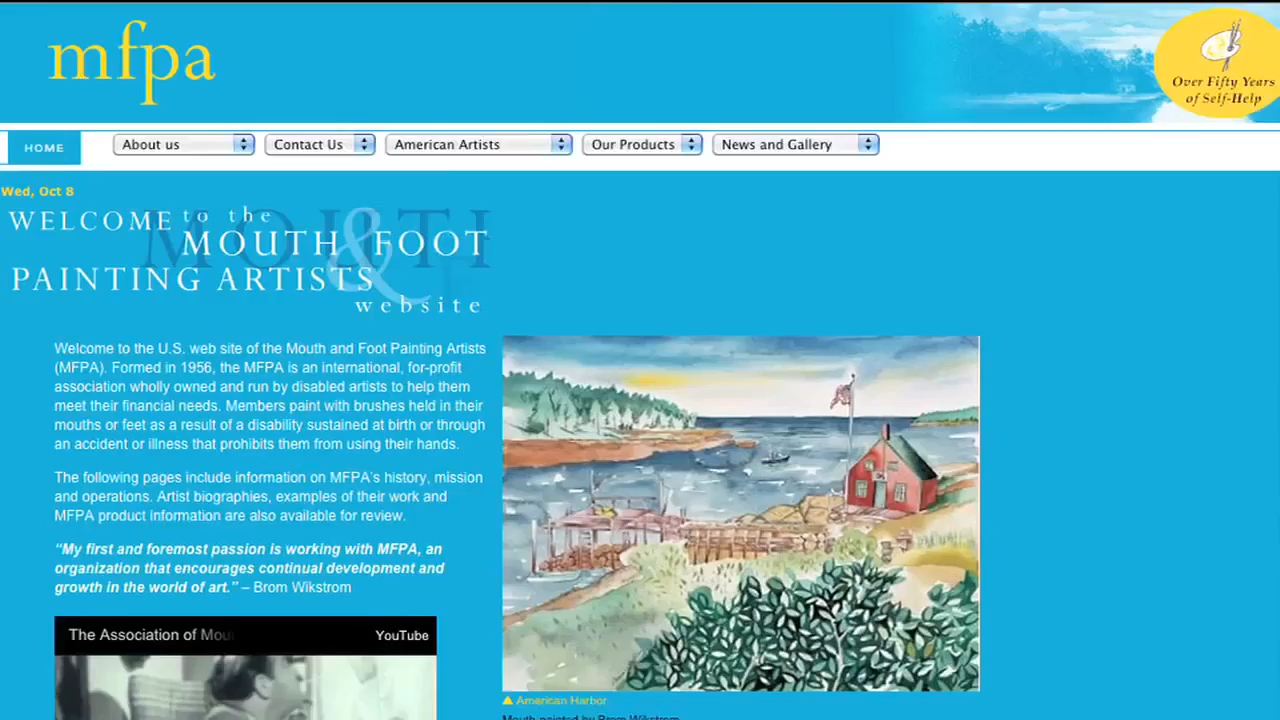 mfpa
Over Fifty Years
of Self-Help
HOME
About us
Contact Us
American Artists
Our Products
News and Gallery
Wed, Oct 8
WELCOME to the
MOUTH & FOOT
PAINTING ARTISTS
website
Welcome to the U.S. web site of the Mouth and Foot Painting Artists
(MFPA). Formed in 1956, the MFPA is an international, for-profit
association wholly owned and run by disabled artists to help them
meet their financial needs. Members paint with brushes held in their
mouths or feet as a result of a disability sustained at birth or through
an accident or illness that prohibits them from using their hands.
The following pages include information on MFPA's history, mission
and operations. Artist biographies, examples of their work and
MFPA product information are also available for review.
“My first and foremost passion is working with MFPA, an
organization that encourages continual development and
growth in the world of art.” – Brom Wikstrom
The Association of Mou
YouTube
American Harbor
Mouth painted by Brom Wikstrom